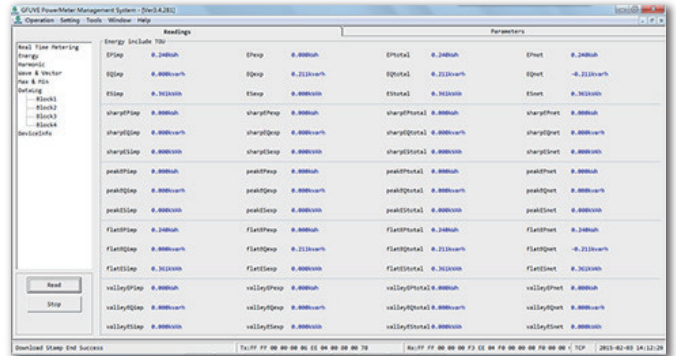 GFUVE PowerMeter Management System - [Ver3.4.281]
Operation Setting Tools Window Help
Readings Parameters
Real Time Metering
Energy
Harmonic
Wave & Vector
Max & Min
DataLog
Block1
Block2
Block3
Block4
DeviceInfo
Energy include TOU
EPimp 0.240kWh EPexp 0.000kWh EPtotal 0.240kWh EPnet 0.240kWh
EQimp 0.000kvarh EQexp 0.211kvarh EQtotal 0.211kvarh EQnet -0.211kvarh
ESimp 0.361kVAh ESexp 0.000kVAh EStotal 0.361kVAh ESnet 0.361kVAh
sharpEPimp 0.000kWh sharpEPexp 0.000kWh sharpEPtotal 0.000kWh sharpEPnet 0.000kWh
sharpEQimp 0.000kvarh sharpEQexp 0.000kvarh sharpEQtotal 0.000kvarh sharpEQnet 0.000kvarh
sharpESimp 0.000kVAh sharpESexp 0.000kVAh sharpEStotal 0.000kVAh sharpESnet 0.000kVAh
peakEPimp 0.000kWh peakEPexp 0.000kWh peakEPtotal 0.000kWh peakEPnet 0.000kWh
peakEQimp 0.000kvarh peakEQexp 0.000kvarh peakEQtotal 0.000kvarh peakEQnet 0.000kvarh
peakESimp 0.000kVAh peakESexp 0.000kVAh peakEStotal 0.000kVAh peakESnet 0.000kVAh
flatEPimp 0.240kWh flatEPexp 0.000kWh flatEPtotal 0.240kWh flatEPnet 0.240kWh
flatEQimp 0.000kvarh flatEQexp 0.211kvarh flatEQtotal 0.211kvarh flatEQnet -0.211kvarh
flatESimp 0.361kVAh flatESexp 0.000kVAh flatEStotal 0.361kVAh flatESnet 0.361kVAh
valleyEPimp 0.000kWh valleyEPexp 0.000kWh valleyEPtotal 0.000kWh valleyEPnet 0.000kWh
valleyEQimp 0.000kvarh valleyEQexp 0.000kvarh valleyEQtotal 0.000kvarh valleyEQnet 0.000kvarh
valleyESimp 0.000kVAh valleyESexp 0.000kVAh valleyEStotal 0.000kVAh valleyESnet 0.000kVAh
Read
Stop
Download Stamp End Success TCP 2015-02-03 14:12:29